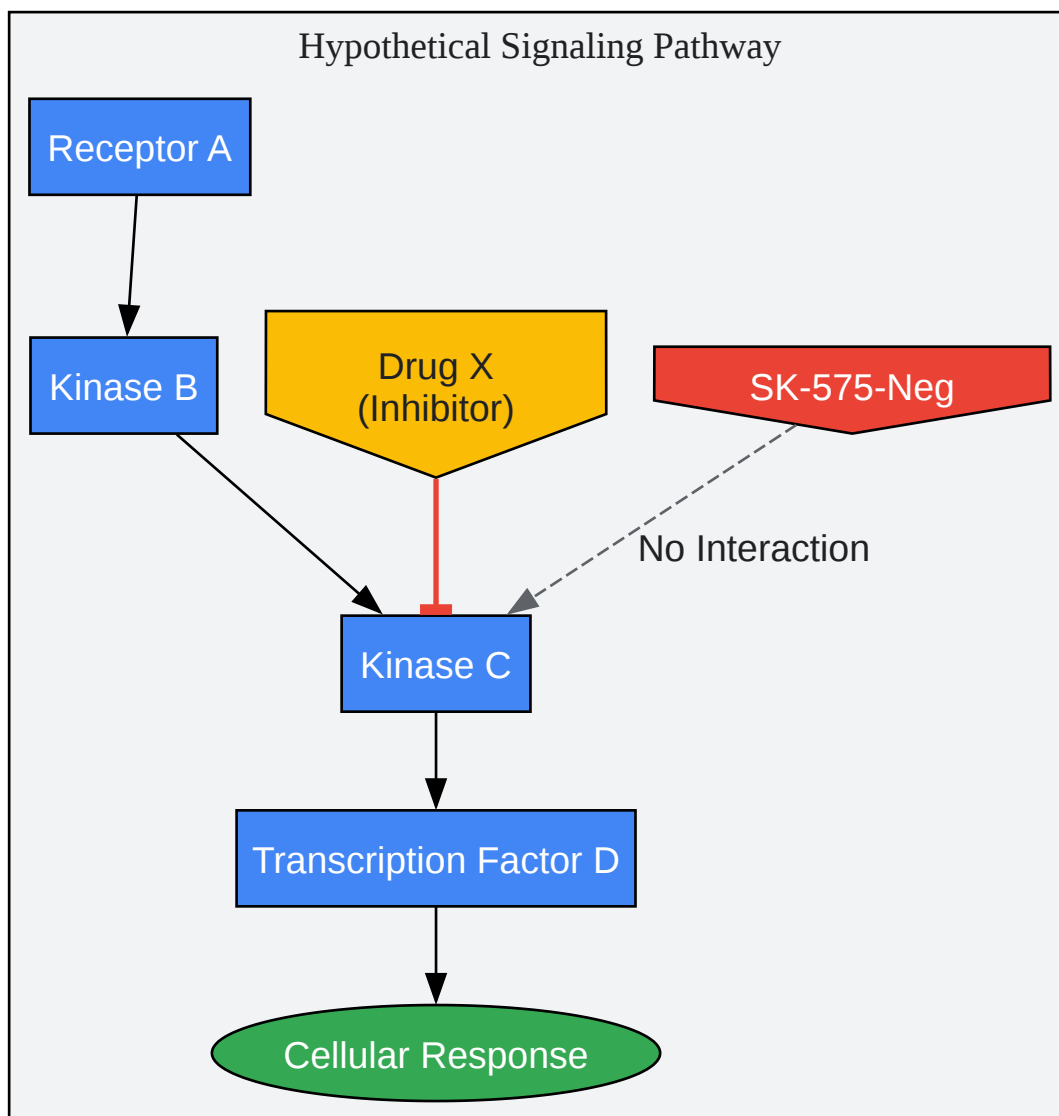 Hypothetical Signaling Pathway
Receptor A
Kinase B
Drug X
(Inhibitor)
SK-575-Neg
No Interaction
Kinase C
Transcription Factor D
Cellular Response